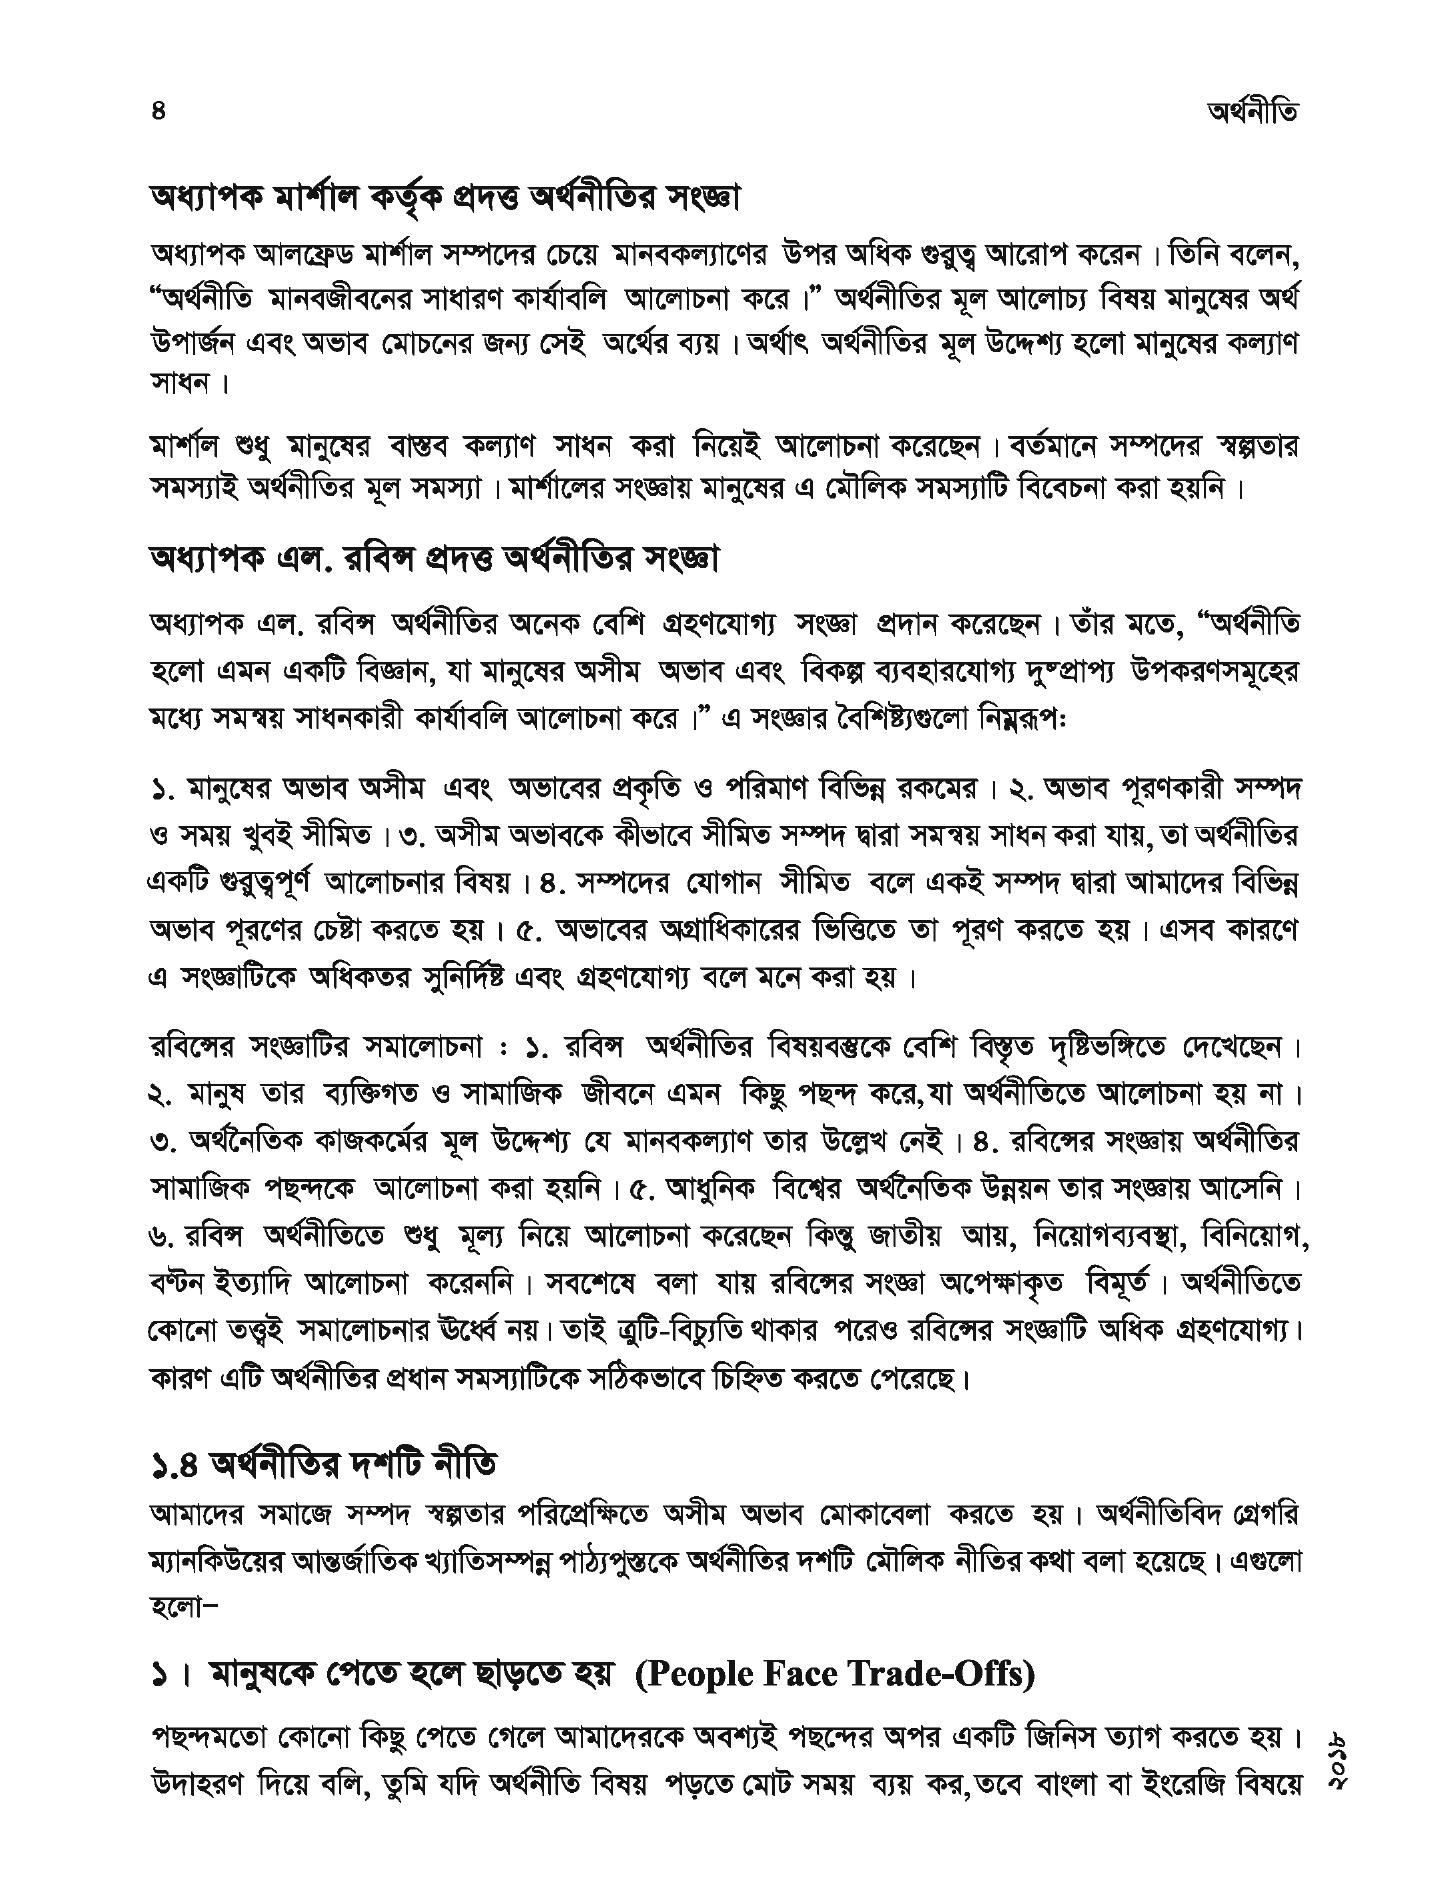 ৪
অর্থনীতি
অধ্যাপক মার্শাল কর্তৃক প্রদত্ত অর্থনীতির সংজ্ঞা
অধ্যাপক আলফ্রেড মার্শাল সম্পদের চেয়ে মানবকল্যাণের উপর অধিক গুরুত্ব আরোপ করেন। তিনি বলেন,
“অর্থনীতি মানবজীবনের সাধারণ কার্যাবলি আলোচনা করে।” অর্থনীতির মূল আলোচ্য বিষয় মানুষের অর্থ
উপার্জন এবং অভাব মোচনের জন্য সেই অর্থের ব্যয়। অর্থাৎ অর্থনীতির মূল উদ্দেশ্য হলো মানুষের কল্যাণ
সাধন।
মার্শাল শুধু মানুষের বাস্তব কল্যাণ সাধন করা নিয়েই আলোচনা করেছেন। বর্তমানে সম্পদের স্বল্পতার
সমস্যাই অর্থনীতির মূল সমস্যা। মার্শালের সংজ্ঞায় মানুষের এ মৌলিক সমস্যাটি বিবেচনা করা হয়নি।
অধ্যাপক এল. রবিন্স প্রদত্ত অর্থনীতির সংজ্ঞা
অধ্যাপক এল. রবিন্স অর্থনীতির অনেক বেশি গ্রহণযোগ্য সংজ্ঞা প্রদান করেছেন। তাঁর মতে, “অর্থনীতি
হলো এমন একটি বিজ্ঞান, যা মানুষের অসীম অভাব এবং বিকল্প ব্যবহারযোগ্য দুষ্প্রাপ্য উপকরণসমূহের
মধ্যে সমন্বয় সাধনকারী কার্যাবলি আলোচনা করে।” এ সংজ্ঞার বৈশিষ্ট্যগুলো নিম্নরূপ:
১. মানুষের অভাব অসীম এবং অভাবের প্রকৃতি ও পরিমাণ বিভিন্ন রকমের। ২. অভাব পূরণকারী সম্পদ
ও সময় খুবই সীমিত। ৩. অসীম অভাবকে কীভাবে সীমিত সম্পদ দ্বারা সমন্বয় সাধন করা যায়, তা অর্থনীতির
একটি গুরুত্বপূর্ণ আলোচনার বিষয়। ৪. সম্পদের যোগান সীমিত বলে একই সম্পদ দ্বারা আমাদের বিভিন্ন
অভাব পূরণের চেষ্টা করতে হয়। ৫. অভাবের অগ্রাধিকারের ভিত্তিতে তা পূরণ করতে হয়। এসব কারণে
এ সংজ্ঞাটিকে অধিকতর সুনির্দিষ্ট এবং গ্রহণযোগ্য বলে মনে করা হয়।
রবিন্সের সংজ্ঞাটির সমালোচনা : ১. রবিন্স অর্থনীতির বিষয়বস্তুকে বেশি বিস্তৃত দৃষ্টিভঙ্গিতে দেখেছেন।
২. মানুষ তার ব্যক্তিগত ও সামাজিক জীবনে এমন কিছু পছন্দ করে, যা অর্থনীতিতে আলোচনা হয় না।
৩. অর্থনৈতিক কাজকর্মের মূল উদ্দেশ্য যে মানবকল্যাণ তার উল্লেখ নেই। ৪. রবিন্সের সংজ্ঞায় অর্থনীতির
সামাজিক পছন্দকে আলোচনা করা হয়নি। ৫. আধুনিক বিশ্বের অর্থনৈতিক উন্নয়ন তার সংজ্ঞায় আসেনি।
৬. রবিন্স অর্থনীতিতে শুধু মূল্য নিয়ে আলোচনা করেছেন কিন্তু জাতীয় আয়, নিয়োগব্যবস্থা, বিনিয়োগ,
বণ্টন ইত্যাদি আলোচনা করেননি। সবশেষে বলা যায় রবিন্সের সংজ্ঞা অপেক্ষাকৃত বিমূর্ত। অর্থনীতিতে
কোনো তত্ত্বই সমালোচনার ঊর্ধ্বে নয়। তাই ত্রুটি-বিচ্যুতি থাকার পরেও রবিন্সের সংজ্ঞাটি অধিক গ্রহণযোগ্য।
কারণ এটি অর্থনীতির প্রধান সমস্যাটিকে সঠিকভাবে চিহ্নিত করতে পেরেছে।
১.৪ অর্থনীতির দশটি নীতি
আমাদের সমাজে সম্পদ স্বল্পতার পরিপ্রেক্ষিতে অসীম অভাব মোকাবেলা করতে হয়। অর্থনীতিবিদ গ্রেগরি
ম্যানকিউয়ের আন্তর্জাতিক খ্যাতিসম্পন্ন পাঠ্যপুস্তকে অর্থনীতির দশটি মৌলিক নীতির কথা বলা হয়েছে। এগুলো
হলো–
১। মানুষকে পেতে হলে ছাড়তে হয় (People Face Trade-Offs)
পছন্দমতো কোনো কিছু পেতে গেলে আমাদেরকে অবশ্যই পছন্দের অপর একটি জিনিস ত্যাগ করতে হয়।
উদাহরণ দিয়ে বলি, তুমি যদি অর্থনীতি বিষয় পড়তে মোট সময় ব্যয় কর, তবে বাংলা বা ইংরেজি বিষয়ে
২০১৮